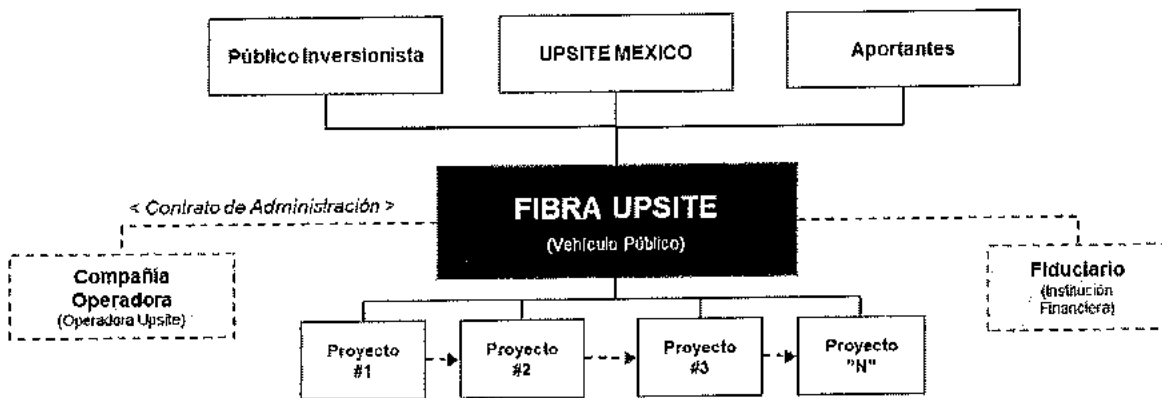 Público Inversionista
UPSITE MEXICO
Aportantes
FIBRA UPSITE
(Vehículo Público)
< Contrato de Administración >
Compañía
Operadora
(Operadora Upsite)
Fiduciario
(Institución
Financiera)
Proyecto
#1
Proyecto
#2
Proyecto
#3
Proyecto
"N"